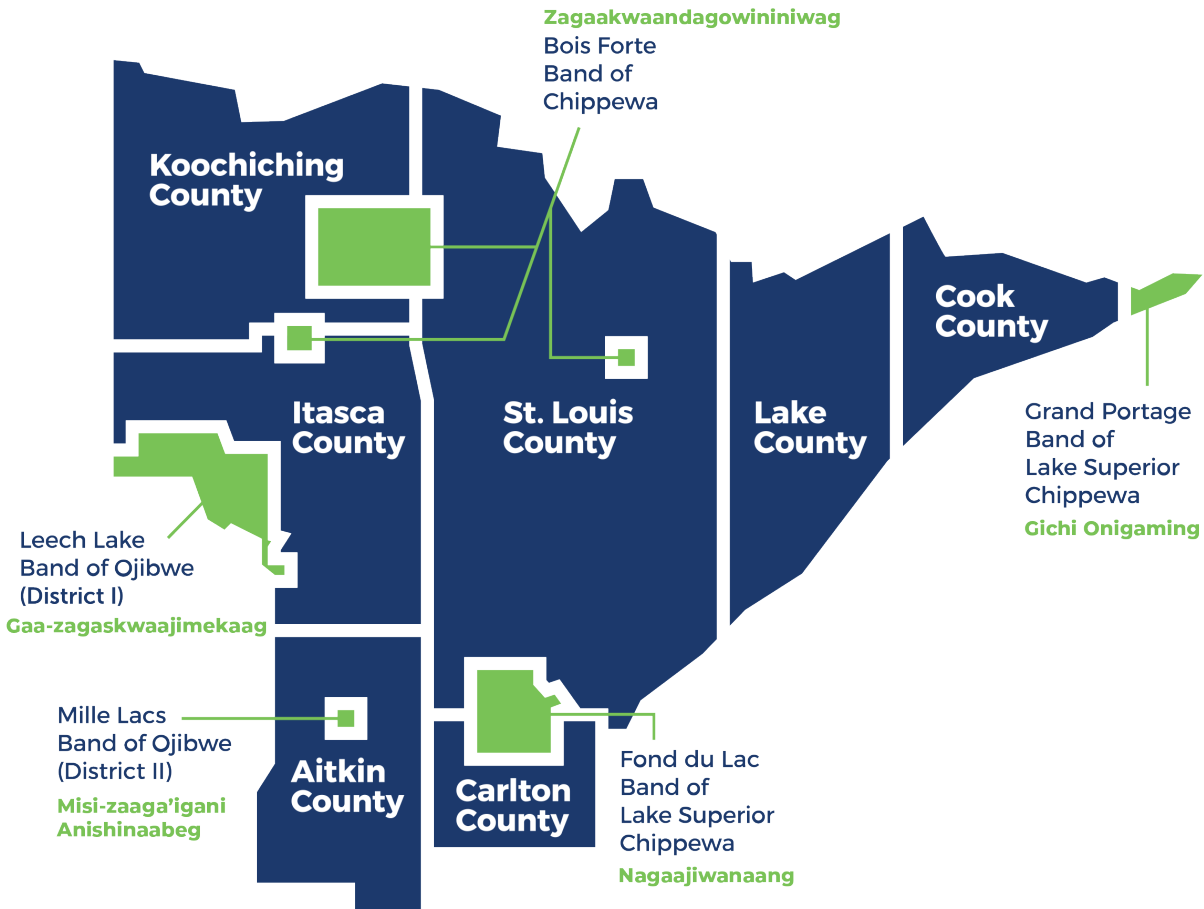 Zagaakwaandagowininiwag
Bois Forte
Band of
Chippewa
Koochiching
County
Cook
County
Itasca
County
St. Louis
County
Lake
County
Grand Portage
Band of
Lake Superior
Chippewa
Gichi Onigaming
Leech Lake
Band of Ojibwe
(District I)
Gaa-zagaskwaajimekaag
Mille Lacs
Band of Ojibwe
(District II)
Misi-zaaga’igani
Anishinaabeg
Aitkin
County
Carlton
County
Fond du Lac
Band of
Lake Superior
Chippewa
Nagaajiwanaang